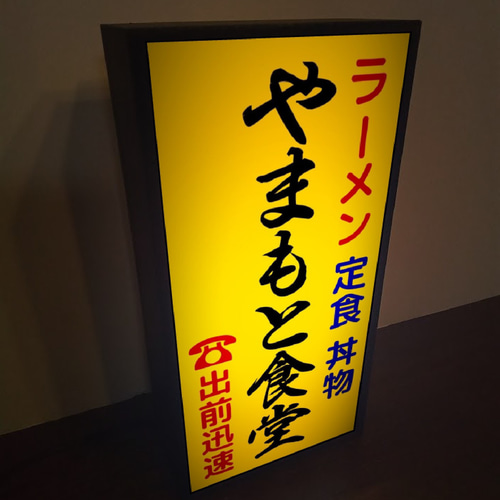 ラーメン 定食 丼物
やまもと食堂
☎出前迅速